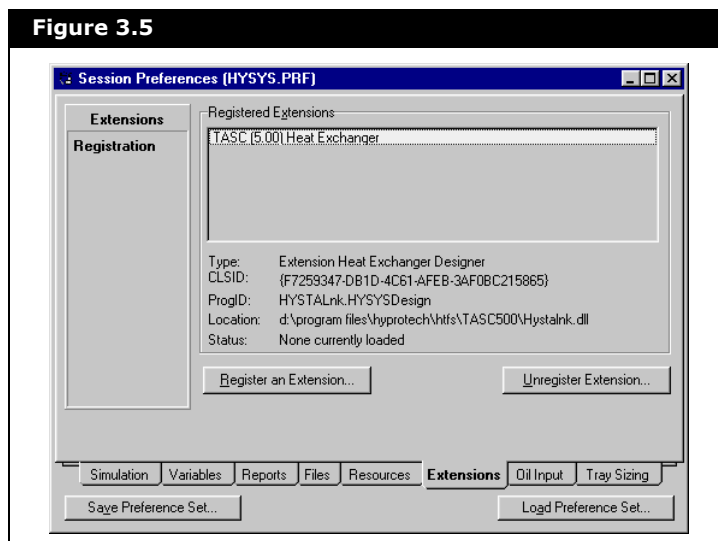 Figure 3.5
Session Preferences (HYSYS.PRF)
Extensions
Registration
Registered Extensions
TASC (5.00) Heat Exchanger
Type: Extension Heat Exchanger Designer
CLSID: {F7259347-DB1D-4C61-AFEB-3AF0BC215865}
ProgID: HYSTALnk.HYSYSDesign
Location: d:\program files\hyprotech\htfs\TASC500\Hystalnk.dll
Status: None currently loaded
Register an Extension... Unregister Extension...
Simulation Variables Reports Files Resources Extensions Oil Input Tray Sizing
Save Preference Set... Load Preference Set...